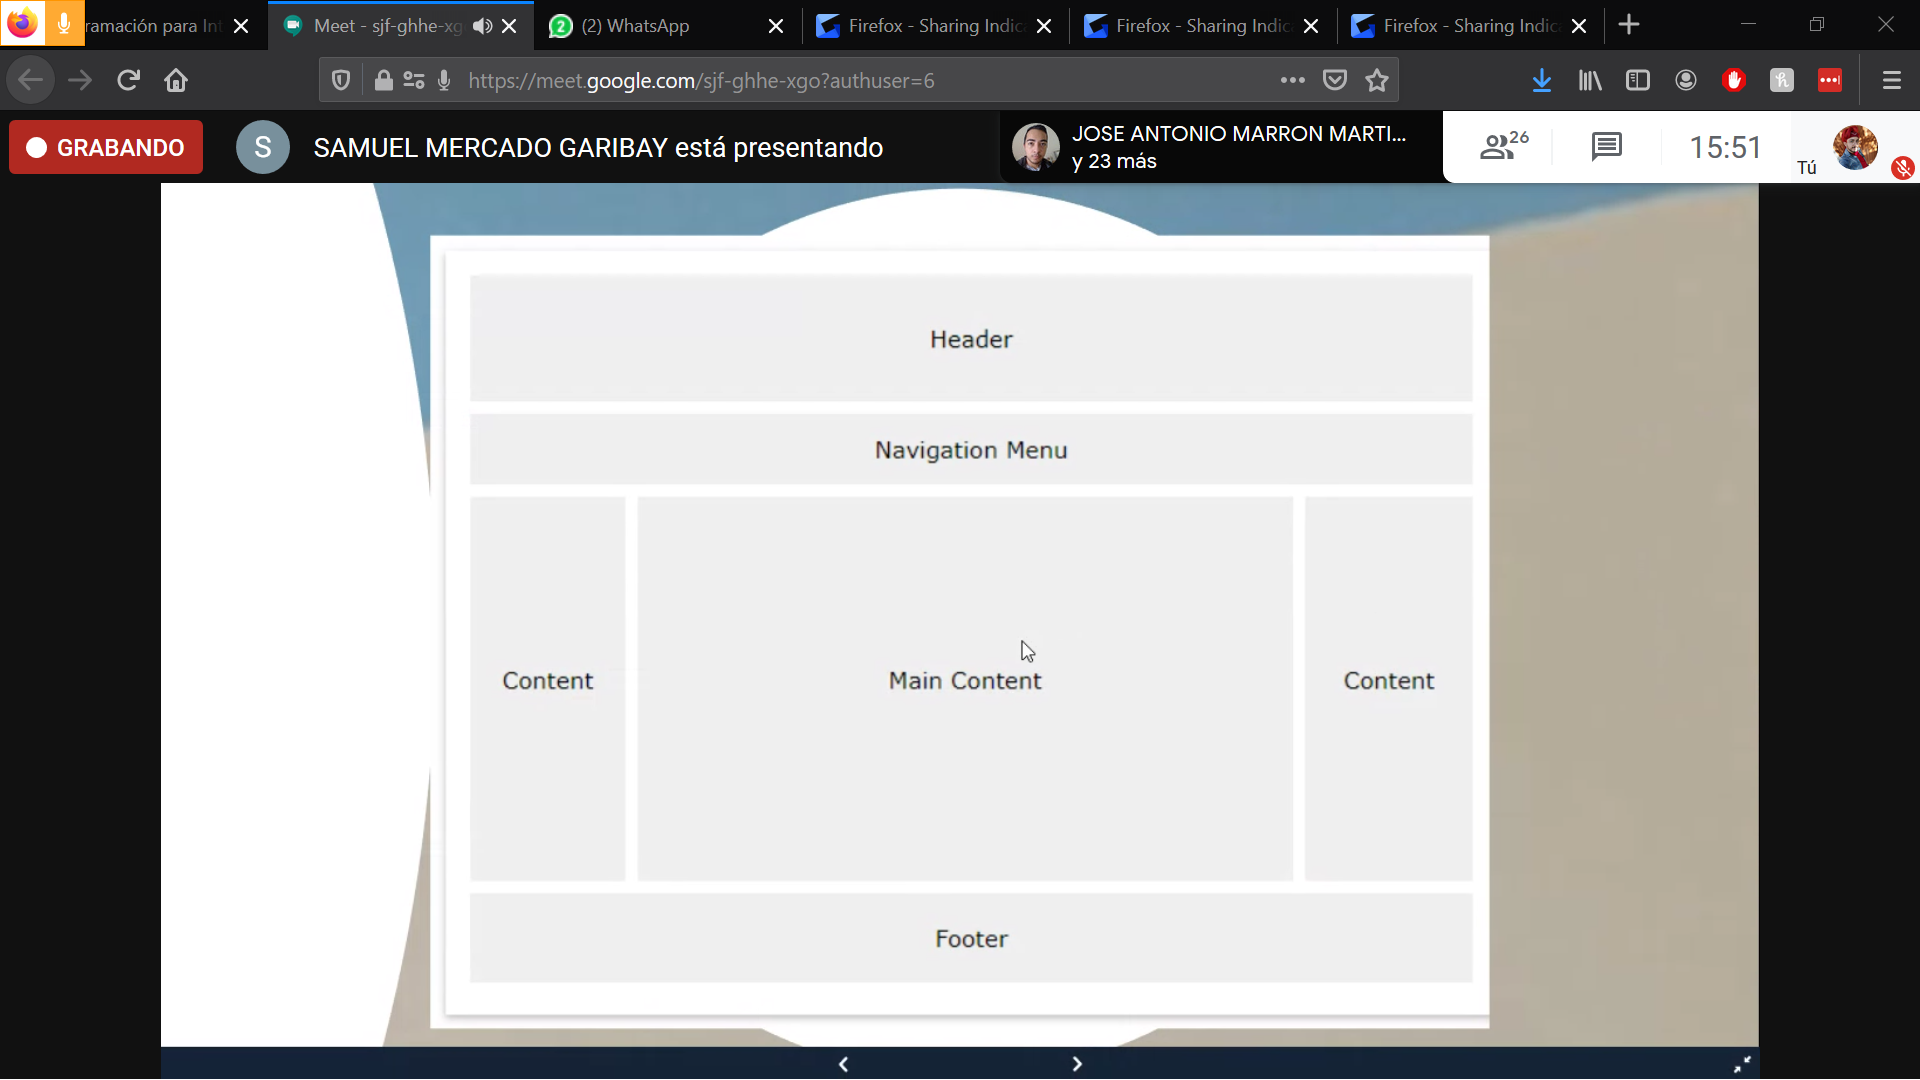 ramación para Int
Meet - sjf-ghhe-xg
(2) WhatsApp
Firefox - Sharing Indic
Firefox - Sharing Indic
Firefox - Sharing Indic
https://meet.google.com/sjf-ghhe-xgo?authuser=6
GRABANDO
S
SAMUEL MERCADO GARIBAY está presentando
JOSE ANTONIO MARRON MARTI...
y 23 más
26
15:51
Tú
Header
Navigation Menu
Content
Main Content
Content
Footer